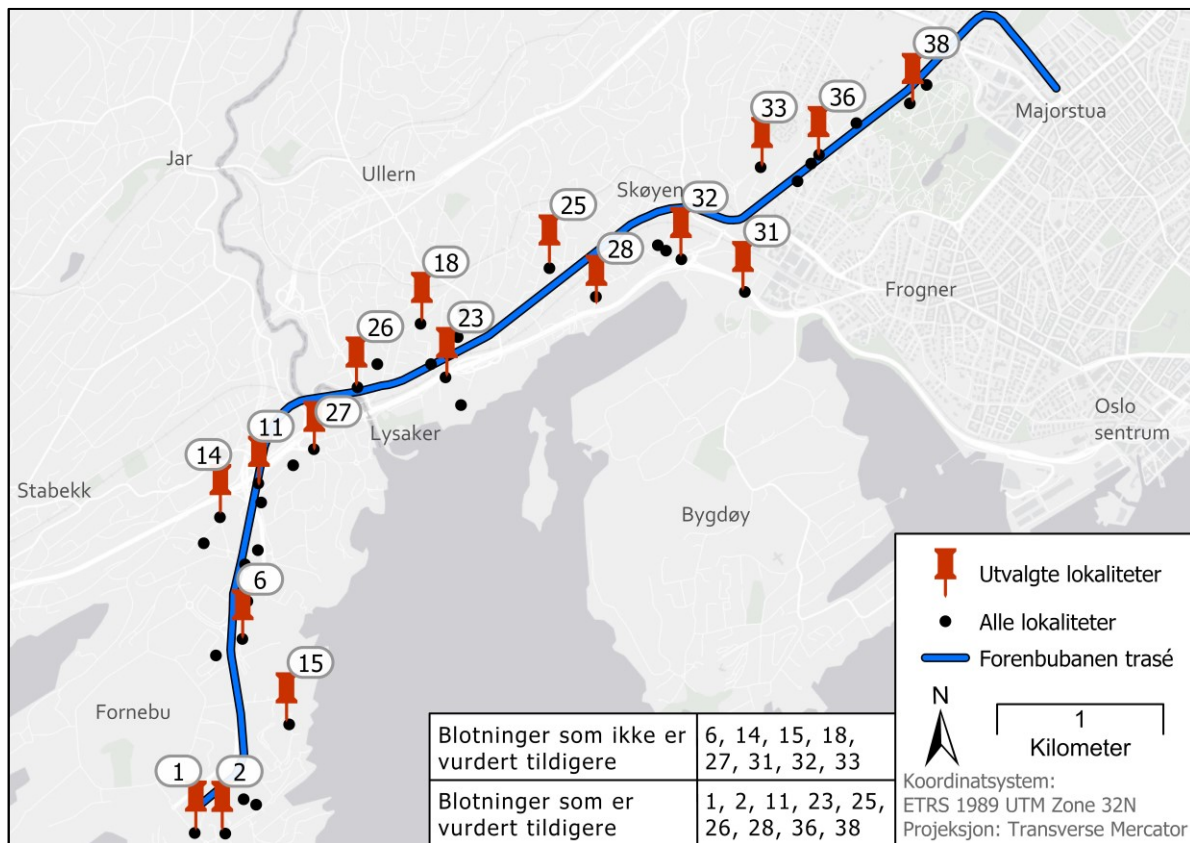 38
Majorstua
33
36
Jar
Ullern
Skøyen
32
25
31
28
18
Frogner
23
26
27
Lysaker
Oslo
sentrum
11
14
Stabekk
Bygdøy
6
15
Fornebu
1
2
Utvalgte lokaliteter
Alle lokaliteter
Forenbubanen trasé
N
1
Kilometer
Koordinatsystem:
ETRS 1989 UTM Zone 32N
Projeksjon: Transverse Mercator
Blotninger som ikke er
vurdert tildigere
6, 14, 15, 18,
27, 31, 32, 33
Blotninger som er
vurdert tildigere
1, 2, 11, 23, 25,
26, 28, 36, 38